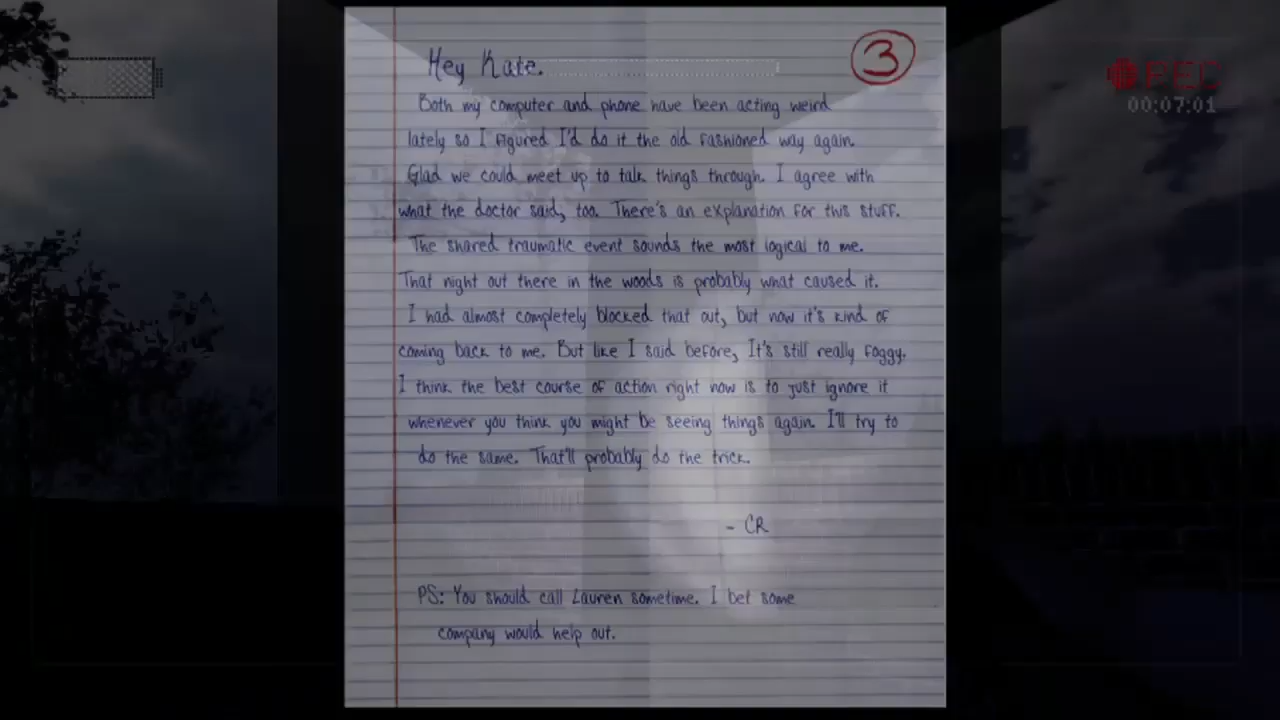 3
Hey Kate.
REC
00:07:01
Both my computer and phone have been acting weird
lately so I figured I'd do it the old fashioned way again.
Glad we could meet up to talk things through. I agree with
what the doctor said, too. There's an explanation for this stuff.
The shared traumatic event sounds the most logical to me.
That night out there in the woods is probably what caused it.
I had almost completely blocked that out, but now it's kind of
coming back to me. But like I said before, It's still really foggy.
I think the best course of action right now is to just ignore it
whenever you think you might be seeing things again. I'll try to
do the same. That'll probably do the trick.
- CR
PS: You should call Lauren sometime. I bet some
company would help out.